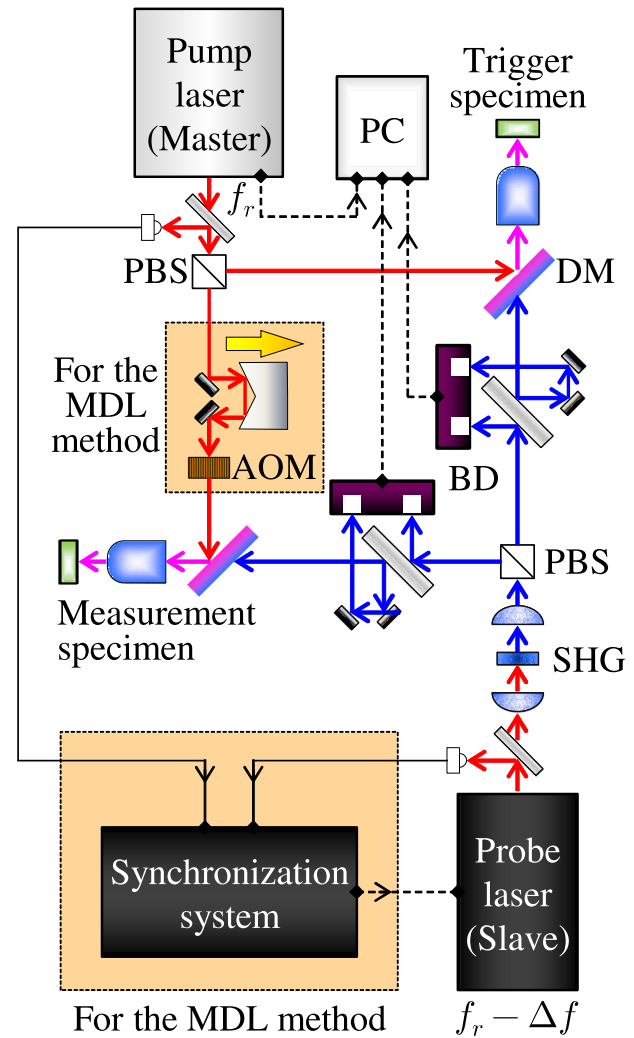 Pump
laser
(Master)
PC
Trigger
specimen
f_r
PBS
DM
For the
MDL
method
AOM
BD
PBS
Measurement
specimen
SHG
Synchronization
system
Probe
laser
(Slave)
For the MDL method
f_r − Δf